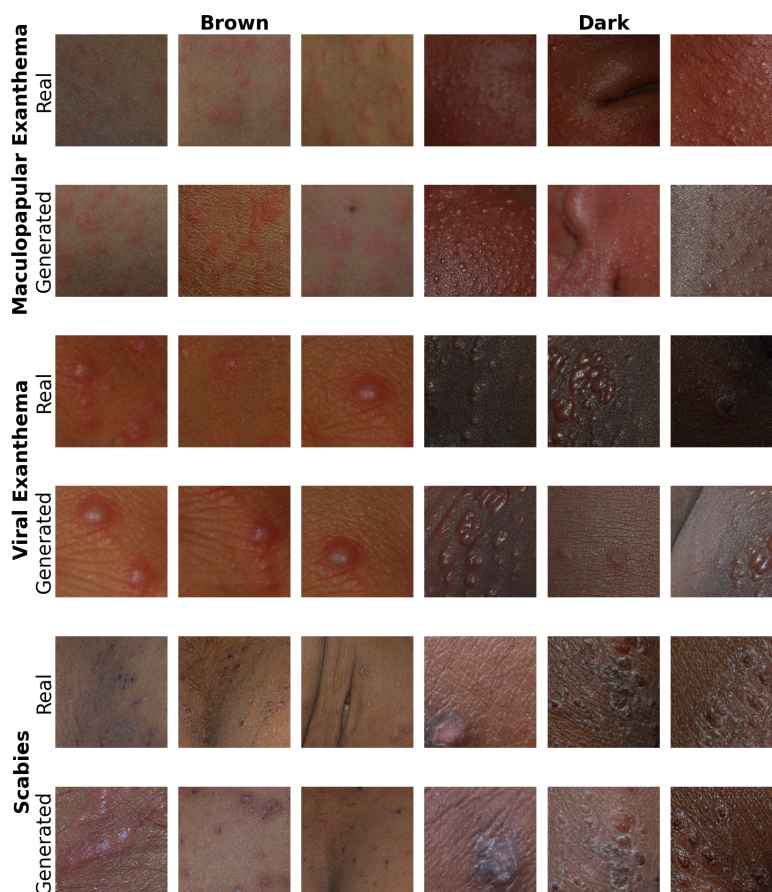 Brown
Dark
Maculopapular Exanthema
Real
Generated
Viral Exanthema
Real
Generated
Scabies
Real
Generated